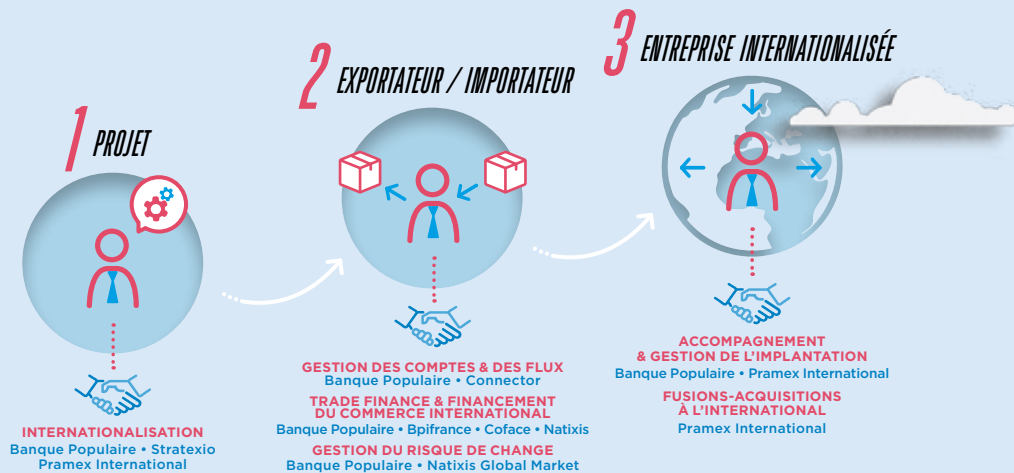 1 PROJET
INTERNATIONALISATION
Banque Populaire • Stratexio
Pramex International
2 EXPORTATEUR / IMPORTATEUR
GESTION DES COMPTES & DES FLUX
Banque Populaire • Connector
TRADE FINANCE & FINANCEMENT
DU COMMERCE INTERNATIONAL
Banque Populaire • Bpifrance • Coface • Natixis
GESTION DU RISQUE DE CHANGE
Banque Populaire • Natixis Global Market
3 ENTREPRISE INTERNATIONALISÉE
ACCOMPAGNEMENT
& GESTION DE L'IMPLANTATION
Banque Populaire • Pramex International
FUSIONS-ACQUISITIONS
À L'INTERNATIONAL
Pramex International